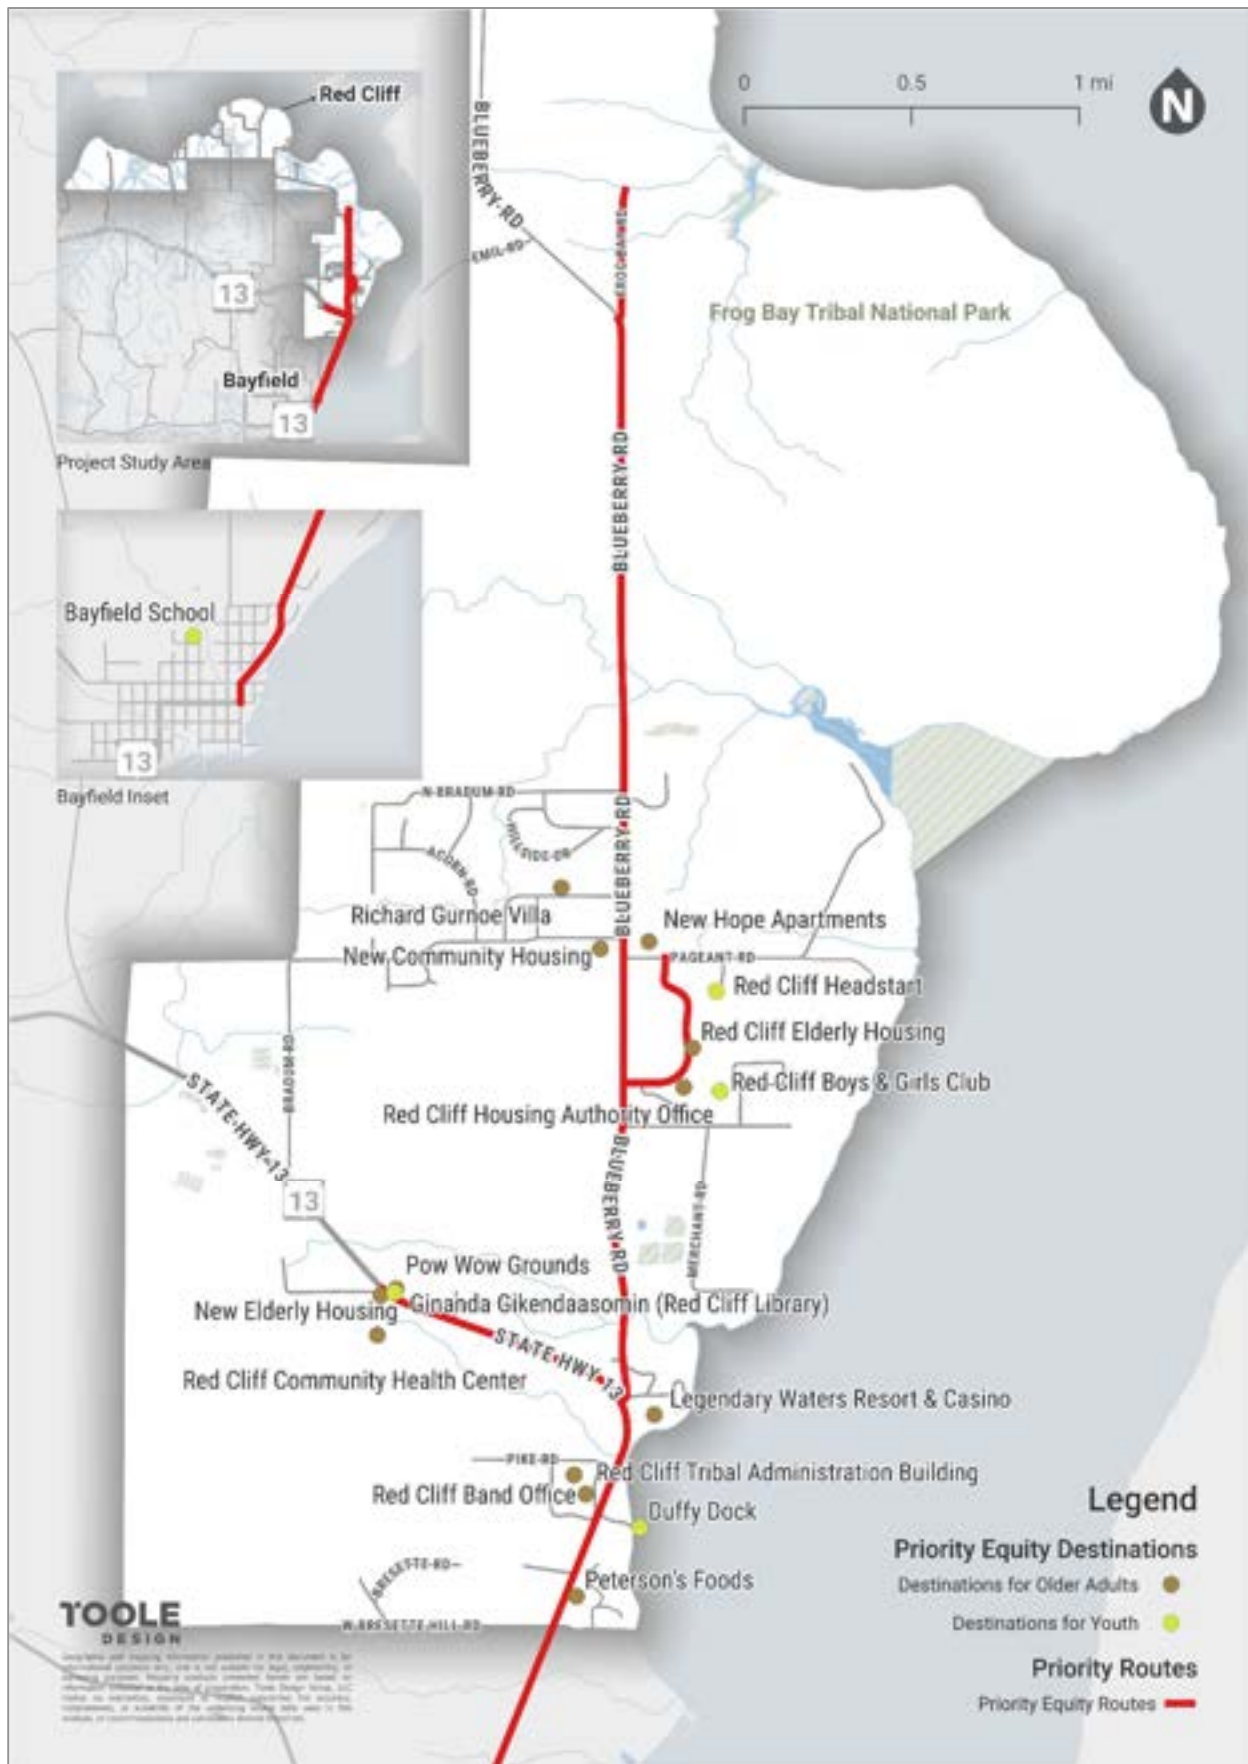 Red Cliff
0
0.5
1 mi
N
BLUEBERRY-RD
EMIL-RD
13
Bayfield
13
Project Study Area
Frog Bay Tribal National Park
BLUEBERRY-RD
Bayfield School
13
Bayfield Inset
N-BRADUM-RD
HILLSIDE-DR
ACORN-RD
BLUEBERRY-RD
Richard Gurnoe Villa
New Hope Apartments
New Community Housing
PAGEANT-RD
Red Cliff Headstart
Red Cliff Elderly Housing
BRADUM-RD
STATE-HWY-13
Red-Cliff Boys & Girls Club
Red Cliff Housing Authority Office
BLUEBERRY-RD
MERCHANT-RD
13
Pow Wow Grounds
New Elderly Housing
Ginanda Gikendaasomin (Red Cliff Library)
STATE-HWY-13
Red Cliff Community Health Center
Legendary Waters Resort & Casino
PIKE-RD
Red Cliff Tribal Administration Building
Red Cliff Band Office
Duffy Dock
BRESETTE-RD
Peterson's Foods
W-BRESETTE-HILL-RD
Legend
Priority Equity Destinations
Destinations for Older Adults
Destinations for Youth
Priority Routes
Priority Equity Routes
TOOLE
DESIGN